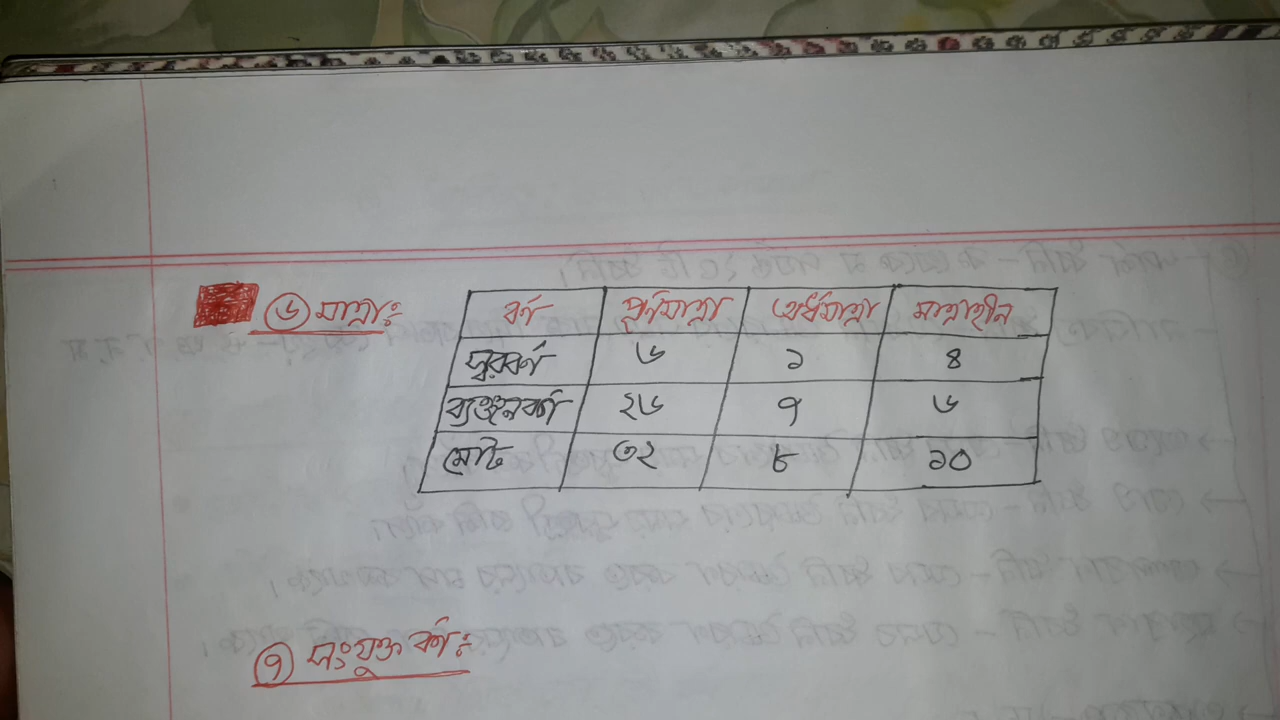 ৬ মাত্রাঃ
বর্ণ পূর্ণমাত্রা অর্ধমাত্রা মাত্রাহীন
স্বরবর্ণ ৬ ১ ৪
ব্যঞ্জনবর্ণ ২৬ ৭ ৬
মোট ৩২ ৮ ১০
৭ সংযুক্ত বর্ণঃ